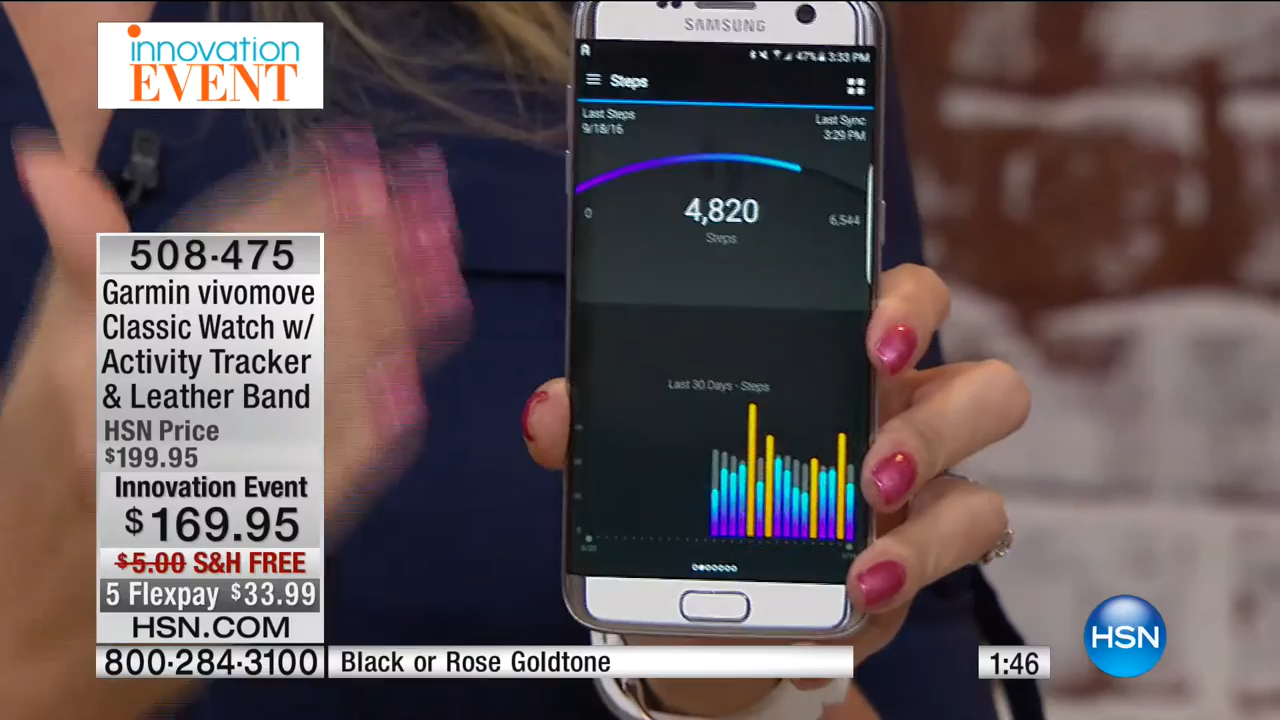 innovation
EVENT
508·475
Garmin vivomove
Classic Watch w/
Activity Tracker
& Leather Band
HSN Price
$199.95
Innovation Event
$169.95
$5.00 S&H FREE
5 Flexpay $33.99
HSN.COM
800·284·3100
Black or Rose Goldtone
1:46
HSN
SAMSUNG
47% 3:33 PM
Steps
Last Steps
9/18/16
Last Sync
3:29 PM
0
4,820
6,544
Steps
Last 30 Days - Steps